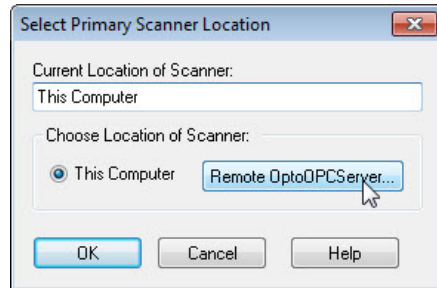 Select Primary Scanner Location
Current Location of Scanner:
This Computer
Choose Location of Scanner:
This Computer
Remote OptoOPCServer...
OK
Cancel
Help